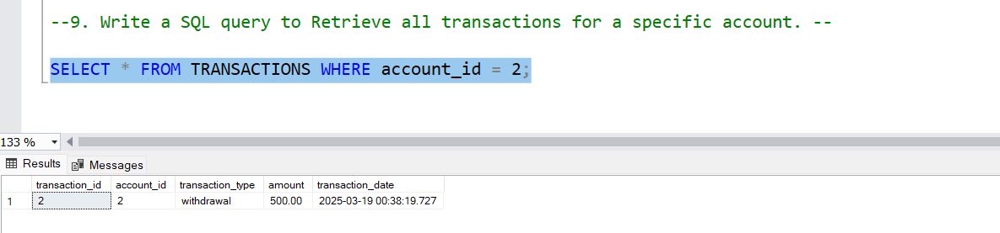 --9. Write a SQL query to Retrieve all transactions for a specific account. --
SELECT * FROM TRANSACTIONS WHERE account_id = 2;
133 %
Results Messages
transaction_id account_id transaction_type amount transaction_date
1 2 2 withdrawal 500.00 2025-03-19 00:38:19.727